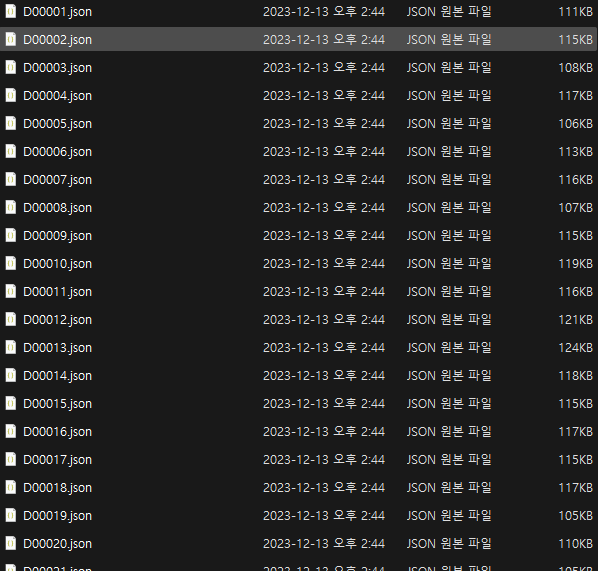 D00001.json 2023-12-13 오후 2:44 JSON 원본 파일 111KB
D00002.json 2023-12-13 오후 2:44 JSON 원본 파일 115KB
D00003.json 2023-12-13 오후 2:44 JSON 원본 파일 108KB
D00004.json 2023-12-13 오후 2:44 JSON 원본 파일 117KB
D00005.json 2023-12-13 오후 2:44 JSON 원본 파일 106KB
D00006.json 2023-12-13 오후 2:44 JSON 원본 파일 113KB
D00007.json 2023-12-13 오후 2:44 JSON 원본 파일 116KB
D00008.json 2023-12-13 오후 2:44 JSON 원본 파일 107KB
D00009.json 2023-12-13 오후 2:44 JSON 원본 파일 115KB
D00010.json 2023-12-13 오후 2:44 JSON 원본 파일 119KB
D00011.json 2023-12-13 오후 2:44 JSON 원본 파일 116KB
D00012.json 2023-12-13 오후 2:44 JSON 원본 파일 121KB
D00013.json 2023-12-13 오후 2:44 JSON 원본 파일 124KB
D00014.json 2023-12-13 오후 2:44 JSON 원본 파일 118KB
D00015.json 2023-12-13 오후 2:44 JSON 원본 파일 115KB
D00016.json 2023-12-13 오후 2:44 JSON 원본 파일 117KB
D00017.json 2023-12-13 오후 2:44 JSON 원본 파일 115KB
D00018.json 2023-12-13 오후 2:44 JSON 원본 파일 117KB
D00019.json 2023-12-13 오후 2:44 JSON 원본 파일 105KB
D00020.json 2023-12-13 오후 2:44 JSON 원본 파일 110KB